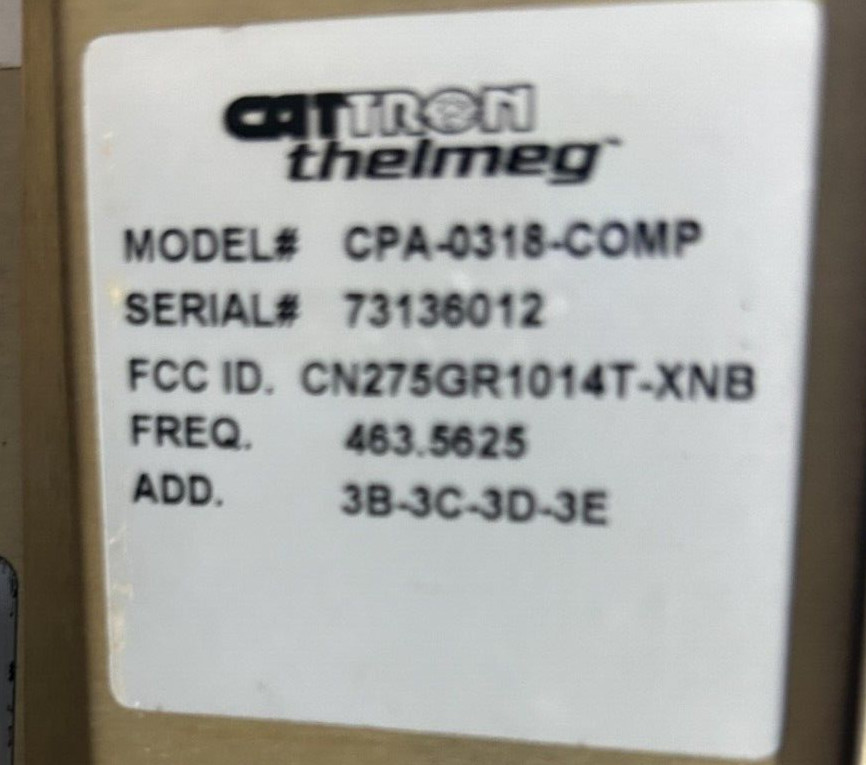 CATTRON
thelmeg™
MODEL# CPA-0318-COMP
SERIAL# 73136012
FCC ID. CN275GR1014T-XNB
FREQ. 463.5625
ADD. 3B-3C-3D-3E